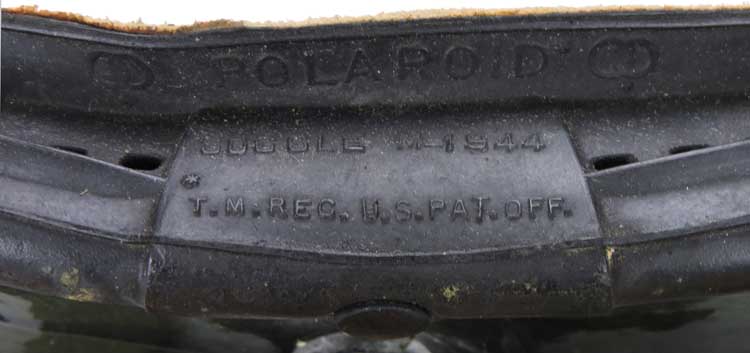 POLAROID
GOGGLE M-1944
* T.M. REG. U.S. PAT. OFF.